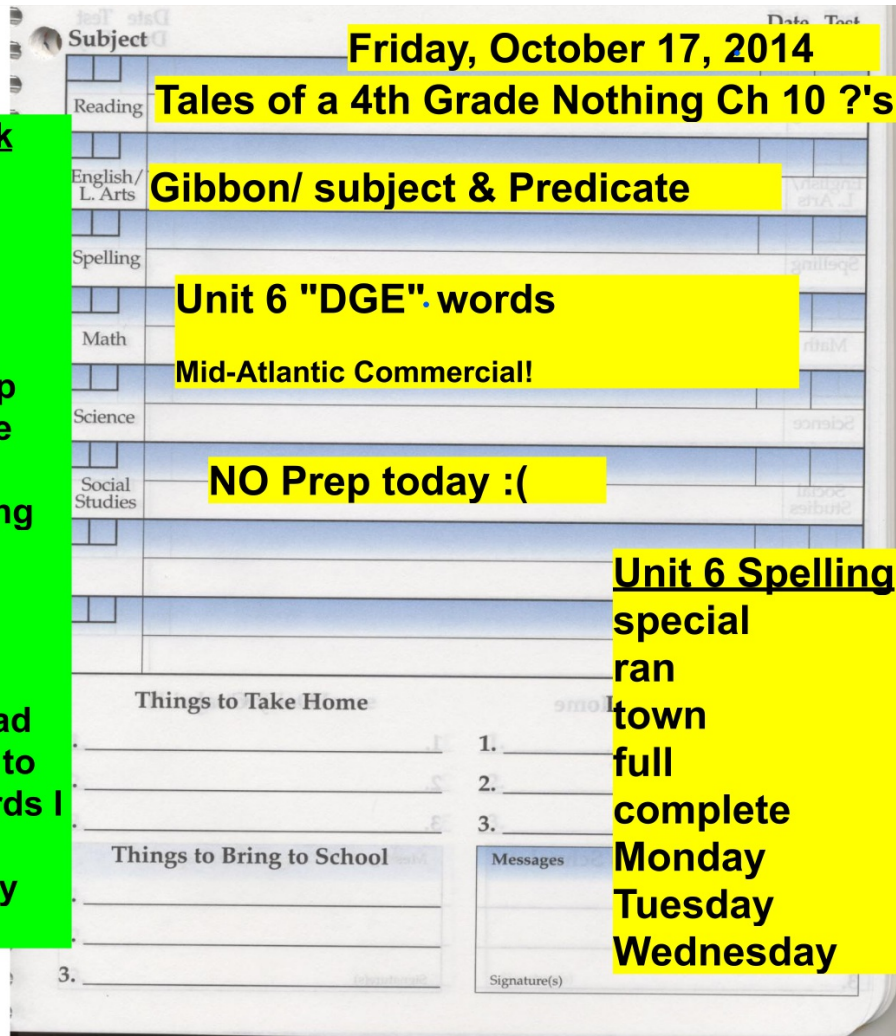 Date Test
Subject
Friday, October 17, 2014
Reading
Tales of a 4th Grade Nothing Ch 10 ?'s
English/
L. Arts
Gibbon/ subject & Predicate
Spelling
Unit 6 "DGE" words
Math
Mid-Atlantic Commercial!
Science
NO Prep today :(
Social
Studies
Unit 6 Spelling
special
ran
town
full
complete
Monday
Tuesday
Wednesday
Things to Take Home
1.
2.
3.
Things to Bring to School
3.
Messages
Signature(s)
to